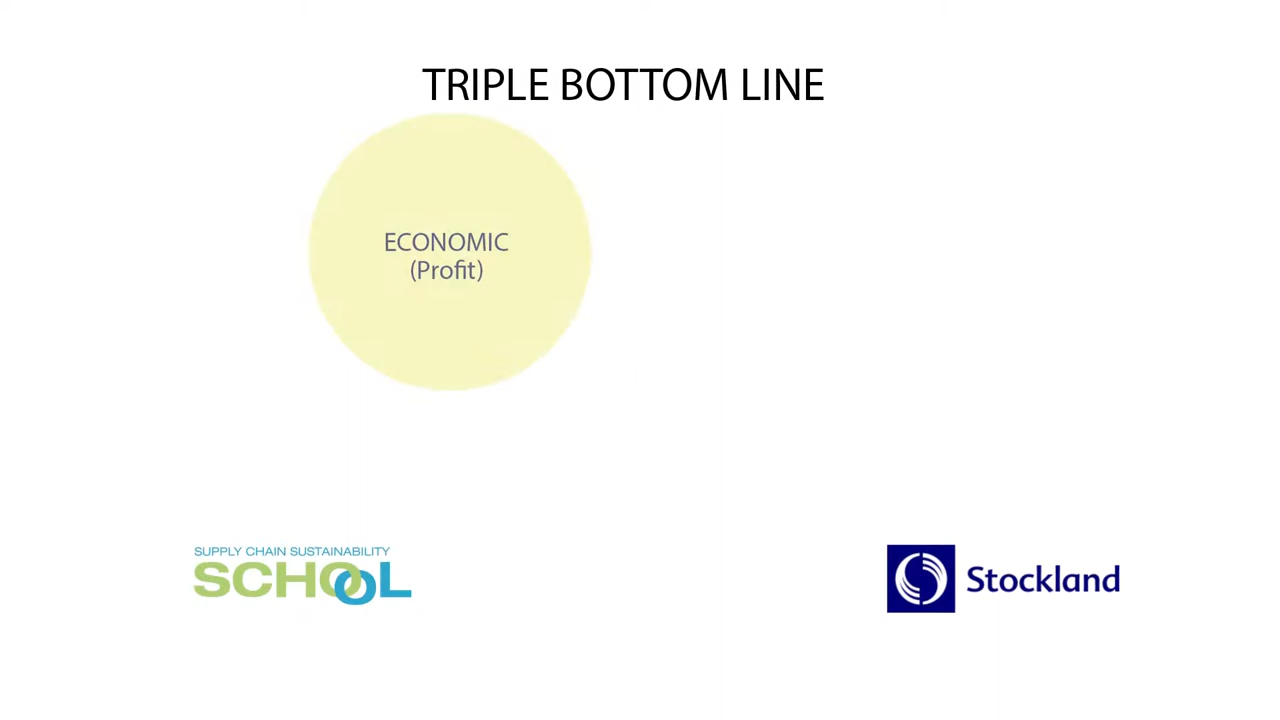 TRIPLE BOTTOM LINE
ECONOMIC
(Profit)
SUPPLY CHAIN SUSTAINABILITY
SCHOOL
Stockland